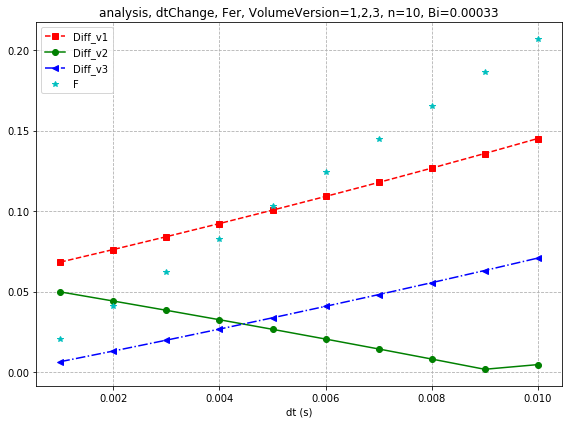 analysis, dtChange, Fer, VolumeVersion=1,2,3, n=10, Bi=0.00033
Diff_v1
Diff_v2
Diff_v3
F
0.20
0.15
0.10
0.05
0.00
0.002 0.004 0.006 0.008 0.010
dt (s)